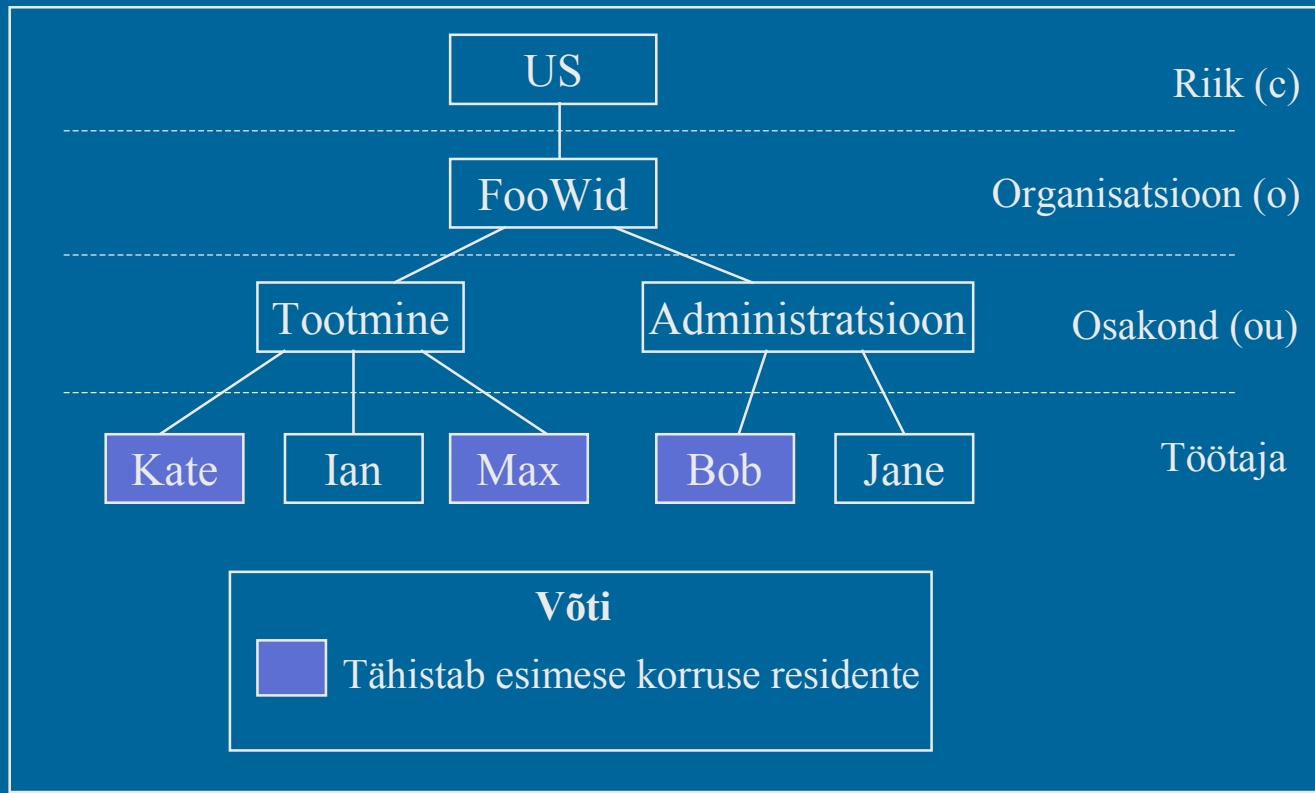 US
Riik (c)
FooWid
Organisatsioon (o)
Tootmine
Administratsioon
Osakond (ou)
Kate
Ian
Max
Bob
Jane
Töötaja
Võti
Tähistab esimese korruse residente